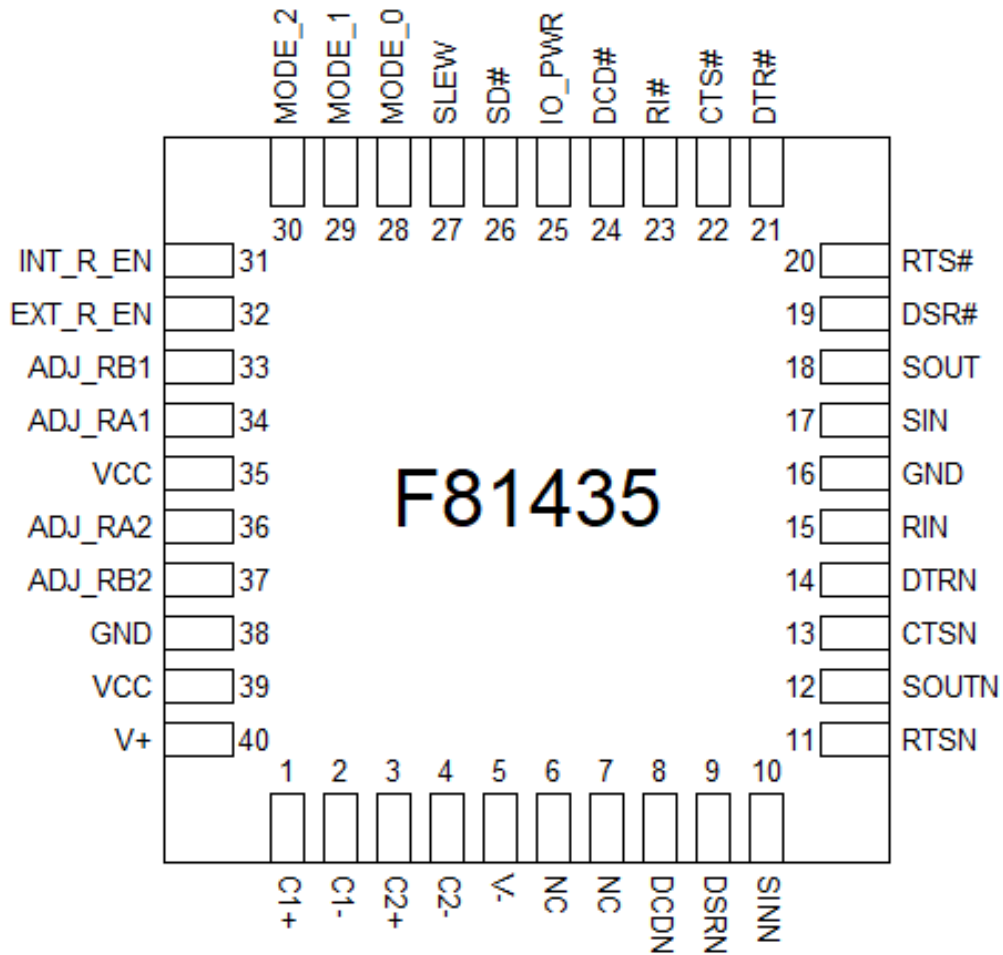 MODE_2
MODE_1
MODE_0
SLEW
SD#
IO_PWR
DCD#
RI#
CTS#
DTR#
30 29 28 27 26 25 24 23 22 21
INT_R_EN 31 20 RTS#
EXT_R_EN 32 19 DSR#
ADJ_RB1 33 18 SOUT
ADJ_RA1 34 17 SIN
VCC 35 16 GND
F81435
ADJ_RA2 36 15 RIN
ADJ_RB2 37 14 DTRN
GND 38 13 CTSN
VCC 39 12 SOUTN
V+ 40 11 RTSN
1 2 3 4 5 6 7 8 9 10
C1+
C1-
C2+
C2-
V-
NC
NC
DCDN
DSRN
SINN